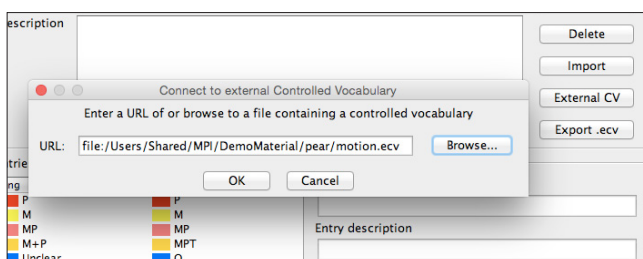 escription
Delete
Import
External CV
Export .ecv
Connect to external Controlled Vocabulary
Enter a URL of or browse to a file containing a controlled vocabulary
URL: file:/Users/Shared/MPI/DemoMaterial/pear/motion.ecv Browse...
OK Cancel
trie
ng
P P
M M
MP MP
M+P MPT
Unclear O
Entry description